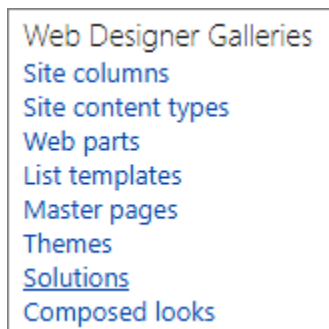 Web Designer Galleries
Site columns
Site content types
Web parts
List templates
Master pages
Themes
Solutions
Composed looks